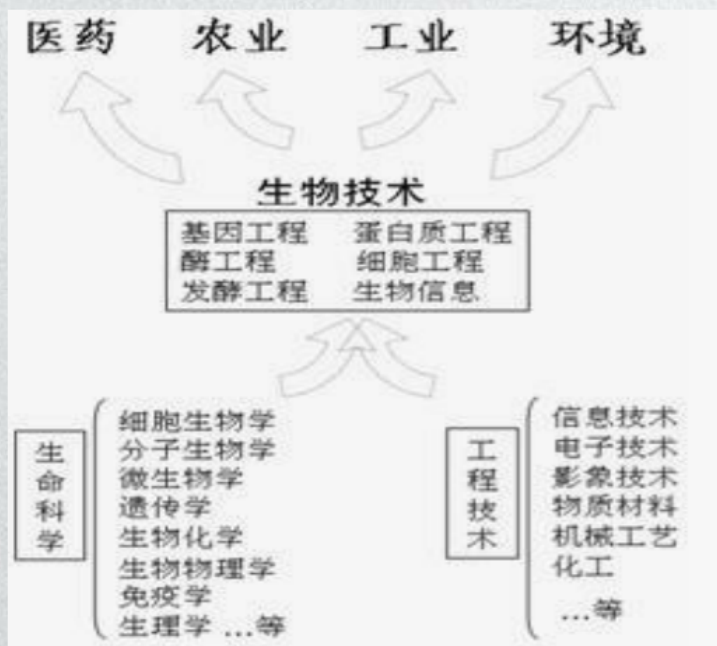 医药 农业 工业 环境
生物技术
基因工程 蛋白质工程
酶工程 细胞工程
发酵工程 生物信息
生命科学
细胞生物学
分子生物学
微生物学
遗传学
生物化学
生物物理学
免疫学
生理学 …等
工程技术
信息技术
电子技术
影象技术
物质材料
机械工艺
化工
…等